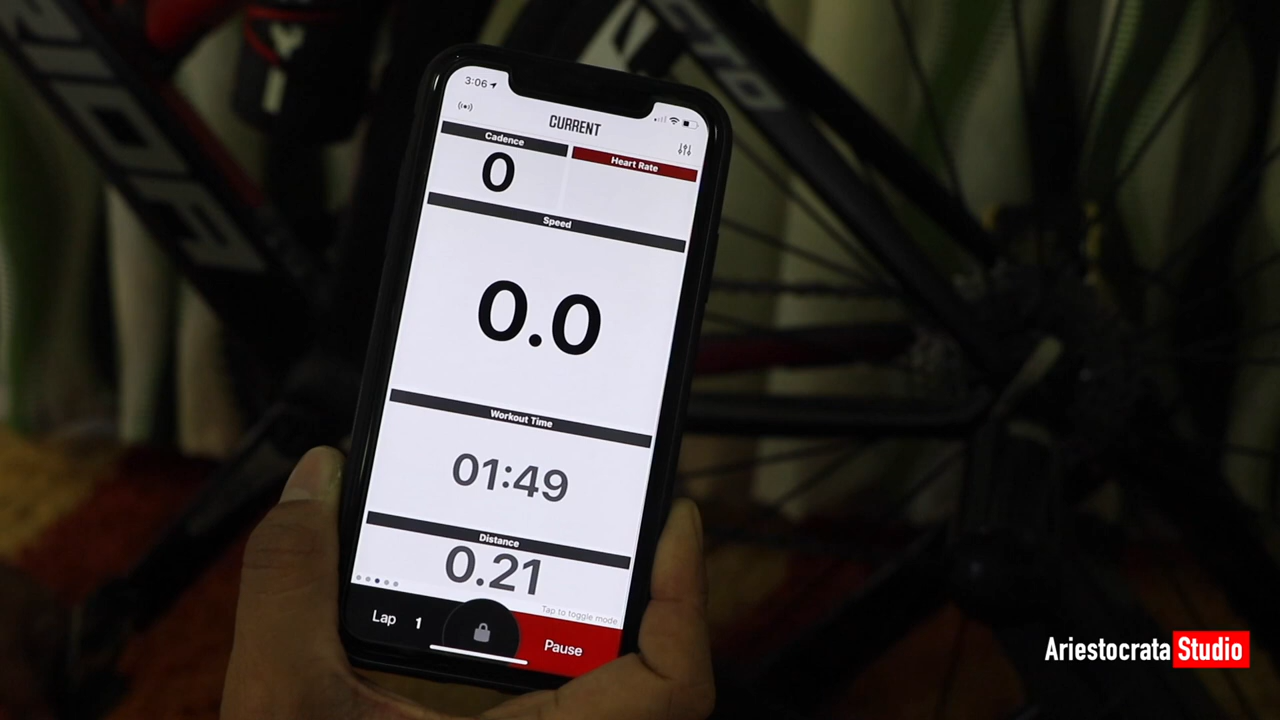 3:06
CURRENT
Cadence
Heart Rate
0
Speed
0.0
Workout Time
01:49
Distance
0.21
Tap to toggle mode
Lap 1
Pause
Ariestocrata Studio